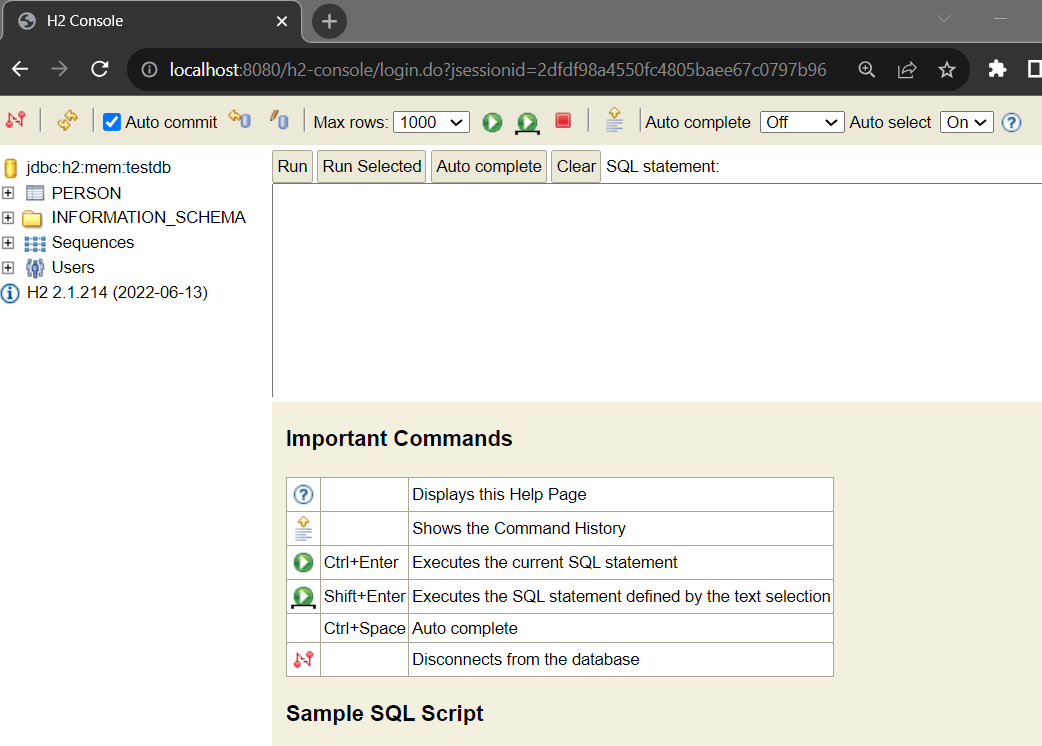 H2 Console
localhost:8080/h2-console/login.do?jsessionid=2dfdf98a4550fc4805baee67c0797b96
Auto commit Max rows: 1000 Auto complete Off Auto select On
jdbc:h2:mem:testdb
PERSON
INFORMATION_SCHEMA
Sequences
Users
H2 2.1.214 (2022-06-13)
Run Run Selected Auto complete Clear SQL statement:
Important Commands
Displays this Help Page
Shows the Command History
Ctrl+Enter Executes the current SQL statement
Shift+Enter Executes the SQL statement defined by the text selection
Ctrl+Space Auto complete
Disconnects from the database
Sample SQL Script